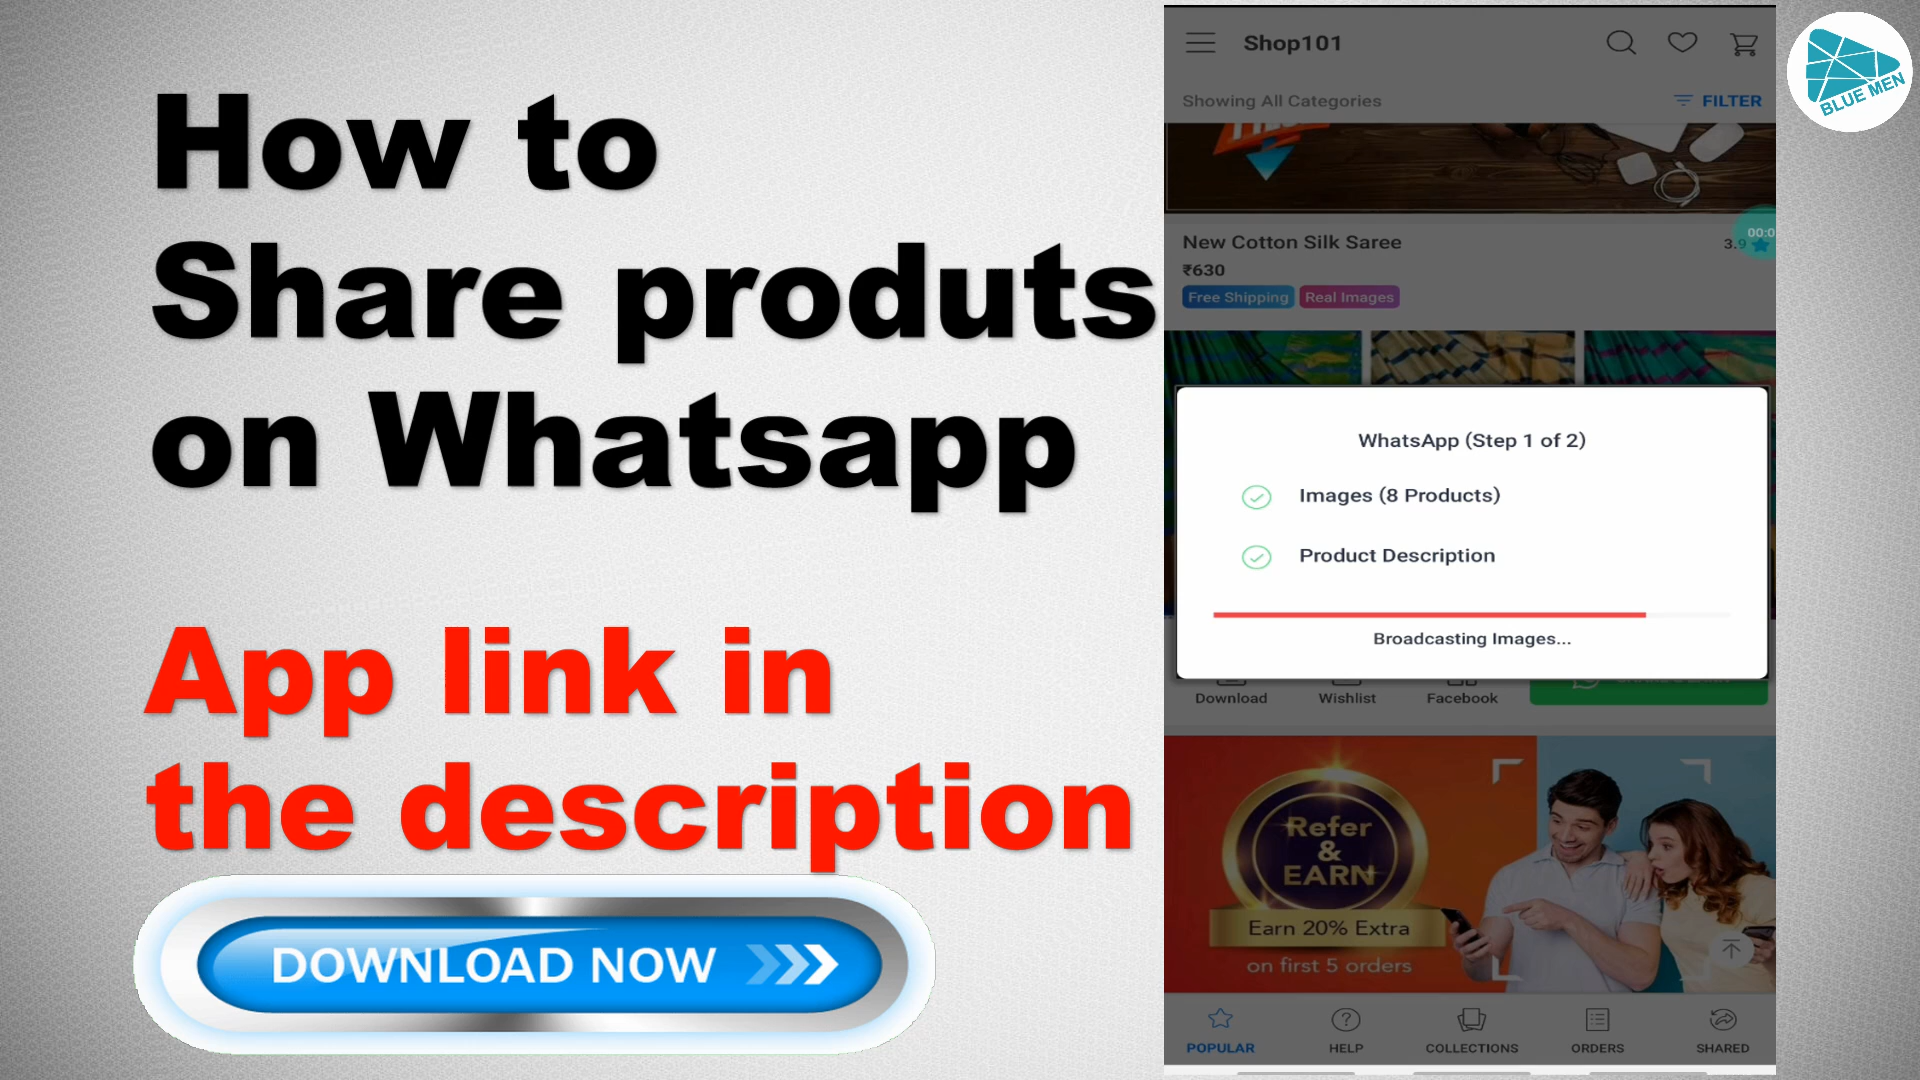 How to
Share produts
on Whatsapp
App link in
the description
DOWNLOAD NOW
Shop101
Showing All Categories
FILTER
New Cotton Silk Saree
3.9
00:0
₹630
Free Shipping
Real Images
WhatsApp (Step 1 of 2)
Images (8 Products)
Product Description
Broadcasting Images...
Download
Wishlist
Facebook
Refer
&
EARN
Earn 20% Extra
on first 5 orders
POPULAR
HELP
COLLECTIONS
ORDERS
SHARED
BLUE MEN